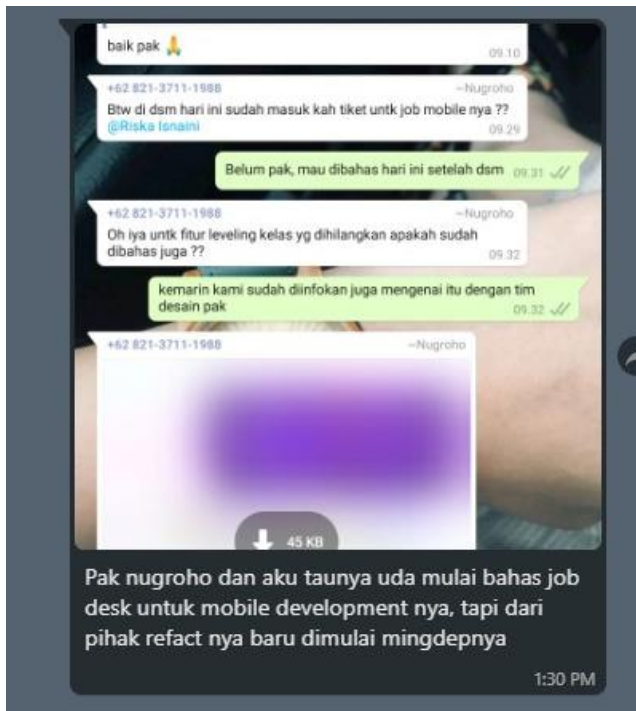 baik pak 🙏
09.10
+62 821-3711-1988 ~Nugroho
Btw di dsm hari ini sudah masuk kah tiket untk job mobile nya ??
@Riska Isnaini 09.29
Belum pak, mau dibahas hari ini setelah dsm 09.31
+62 821-3711-1988 ~Nugroho
Oh iya untk fitur leveling kelas yg dihilangkan apakah sudah
dibahas juga ?? 09.32
kemarin kami sudah diinfokan juga mengenai itu dengan tim
desain pak 09.32
+62 821-3711-1988 ~Nugroho
45 KB
Pak nugroho dan aku taunya uda mulai bahas job
desk untuk mobile development nya, tapi dari
pihak refact nya baru dimulai mingdepnya
1:30 PM